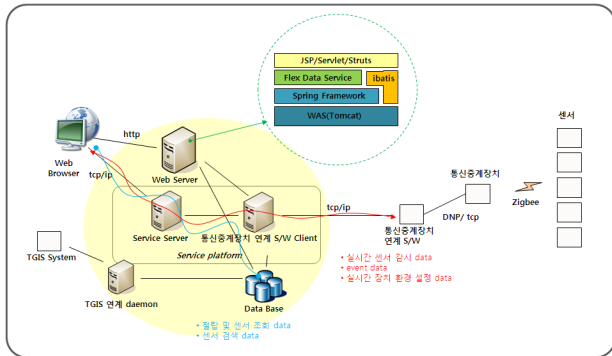 JSP/Servlet/Struts
Flex Data Service
ibatis
Spring Framework
WAS(Tomcat)
센서
http
Web
Browser
Web Server
통신중계장치
tcp/ip
tcp/ip
Zigbee
Service Server
통신중계장치 연계 S/W Client
통신중계장치
연계 S/W
DNP/ tcp
Service platform
TGIS System
• 실시간 센서 감시 data
• event data
• 실시간 장치 환경 설정 data
TGIS 연계 daemon
Data Base
• 철탑 및 센서 조회 data
• 센서 검색 data